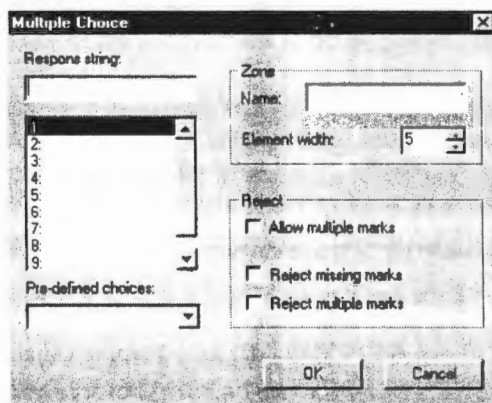 Multiple Choice
Respons string:
1:
2:
3:
4:
5:
6:
7:
8:
9:
Pre-defined choices:
Zone
Name:
Element width:
5
Reject
Allow multiple marks
Reject missing marks
Reject multiple marks
OK
Cancel